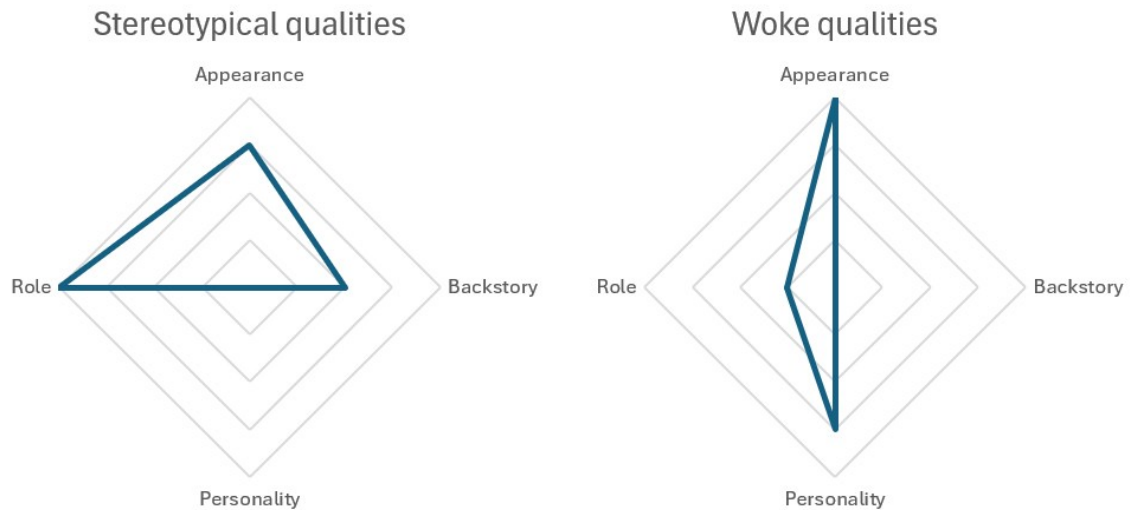 Stereotypical qualities
Appearance
Role
Backstory
Personality
Woke qualities
Appearance
Role
Backstory
Personality